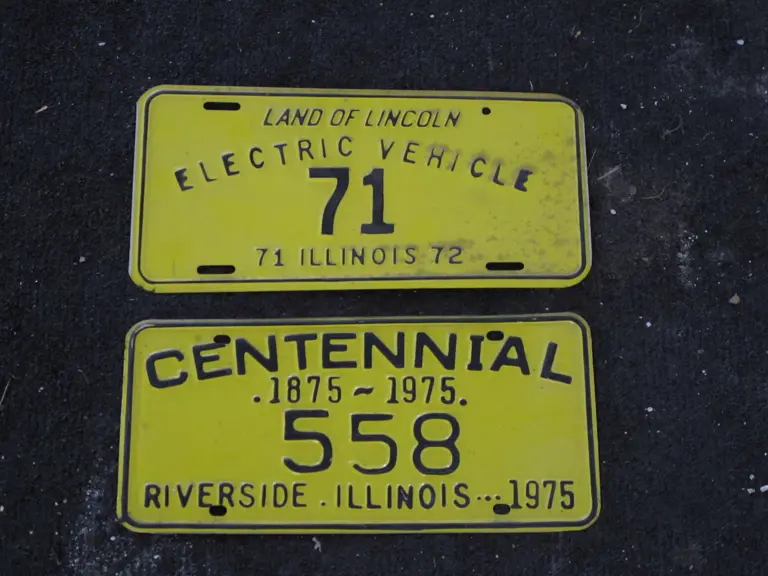 LAND OF LINCOLN
ELECTRIC VEHICLE
71
71 ILLINOIS 72
CENTENNIAL
.1875~1975.
558
RIVERSIDE . ILLINOIS...1975